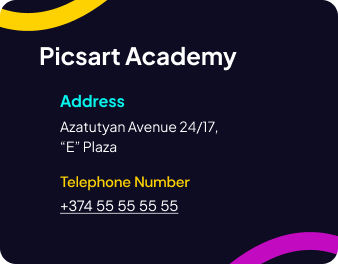 Picsart Academy
Address
Azatutyan Avenue 24/17,
“E” Plaza
Telephone Number
+374 55 55 55 55